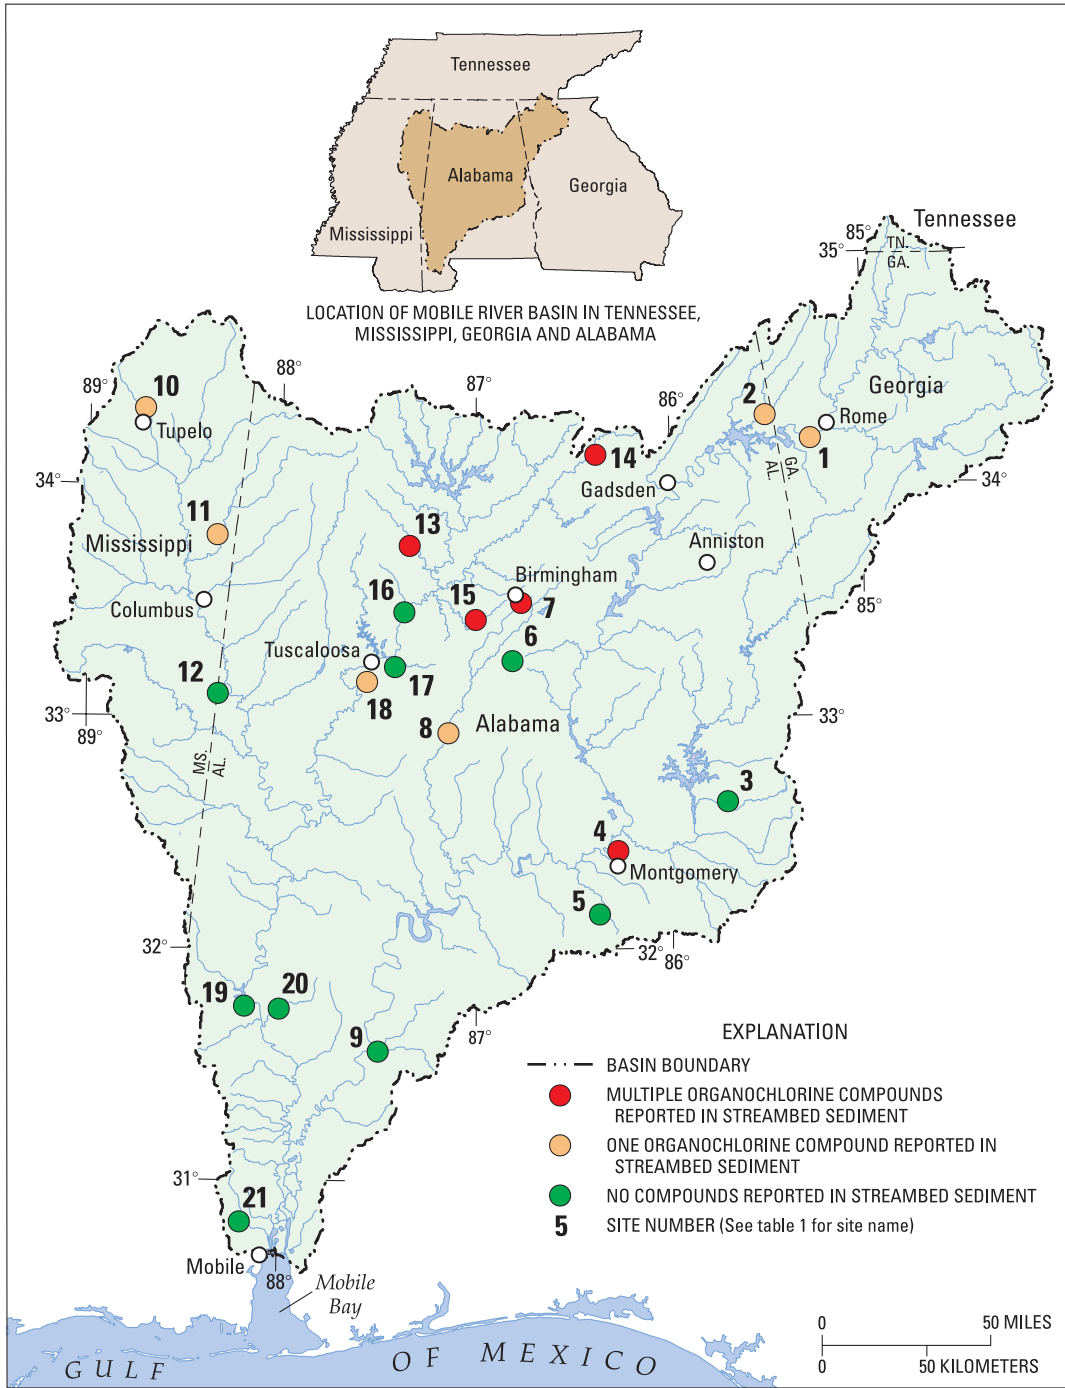 Tennessee
Alabama
Georgia
Mississippi
LOCATION OF MOBILE RIVER BASIN IN TENNESSEE,
MISSISSIPPI, GEORGIA AND ALABAMA
Tennessee
85°
35°
TN.
GA.
89°
88°
87°
86°
10
Tupelo
2
Georgia
Rome
1
14
GA.
AL.
Gadsden
34°
34°
11
Mississippi
13
Anniston
Birmingham
Columbus
16
15
7
85°
6
Tuscaloosa
12
17
18
33°
89°
8
Alabama
33°
MS.
AL.
3
4
Montgomery
5
32°
32°
86°
19
20
9
87°
31°
21
Mobile
88°
Mobile
Bay
GULF OF MEXICO
EXPLANATION
BASIN BOUNDARY
MULTIPLE ORGANOCHLORINE COMPOUNDS
REPORTED IN STREAMBED SEDIMENT
ONE ORGANOCHLORINE COMPOUND REPORTED IN
STREAMBED SEDIMENT
NO COMPOUNDS REPORTED IN STREAMBED SEDIMENT
5 SITE NUMBER (See table 1 for site name)
0 50 MILES
0 50 KILOMETERS